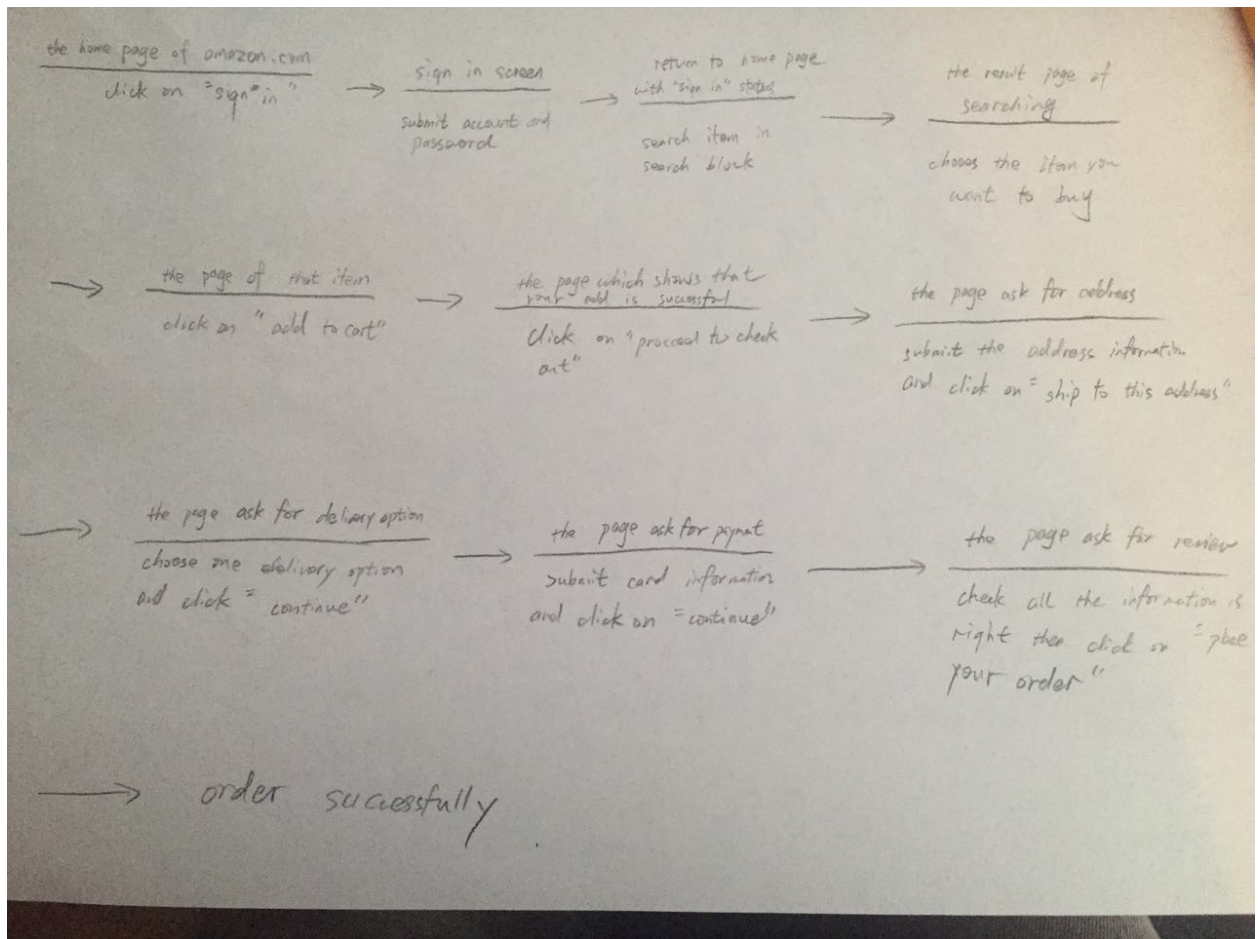 the home page of amazon.com
click on "sign in"
→ sign in screen
submit account and
password
→ return to home page
with "sign in" status
search item in
search block
→ the result page of
searching
choose the item you
want to buy
→ the page of that item
click on "add to cart"
→ the page which shows that
your add is successful
click on "procced to check
out"
→ the page ask for address
submit the address information
and click on "ship to this address"
→ the page ask for delivery option
choose one delivery option
and click "continue"
→ the page ask for paymet
submit card information
and click on "continue"
→ the page ask for review
check all the information is
right then click on "place
your order"
→ order successfully.